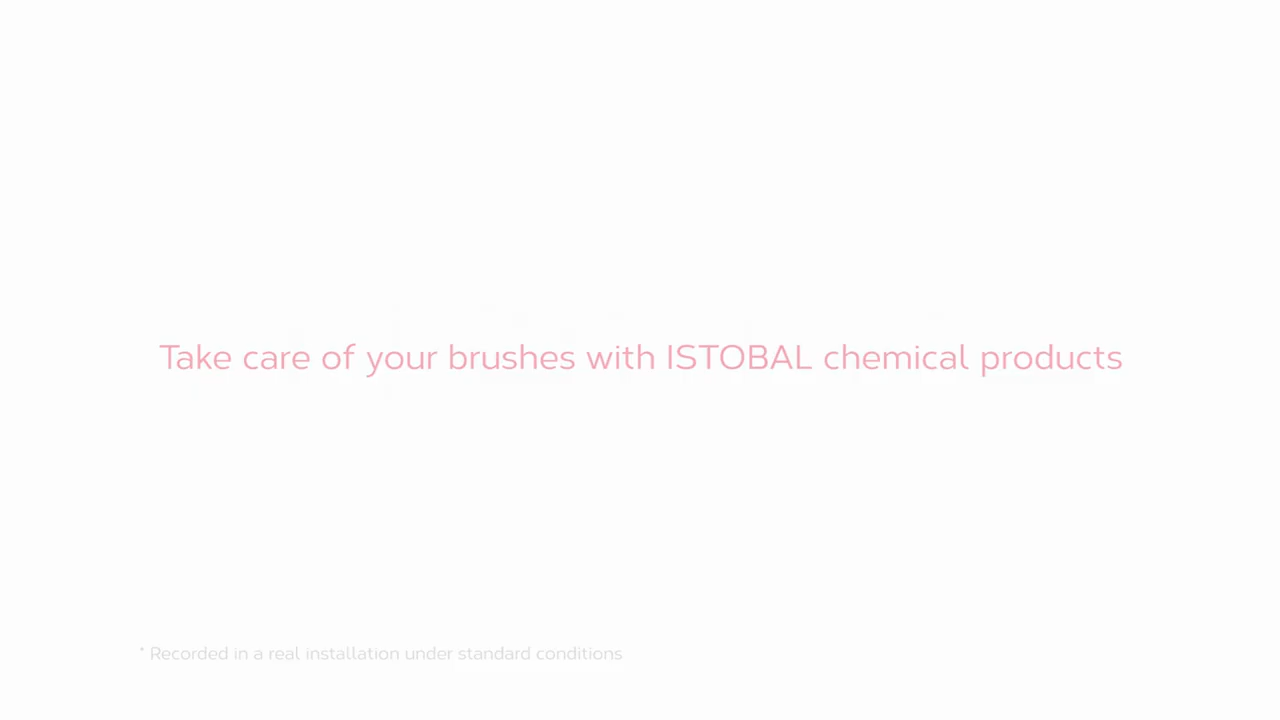 Take care of your brushes with ISTOBAL chemical products
* Recorded in a real installation under standard conditions